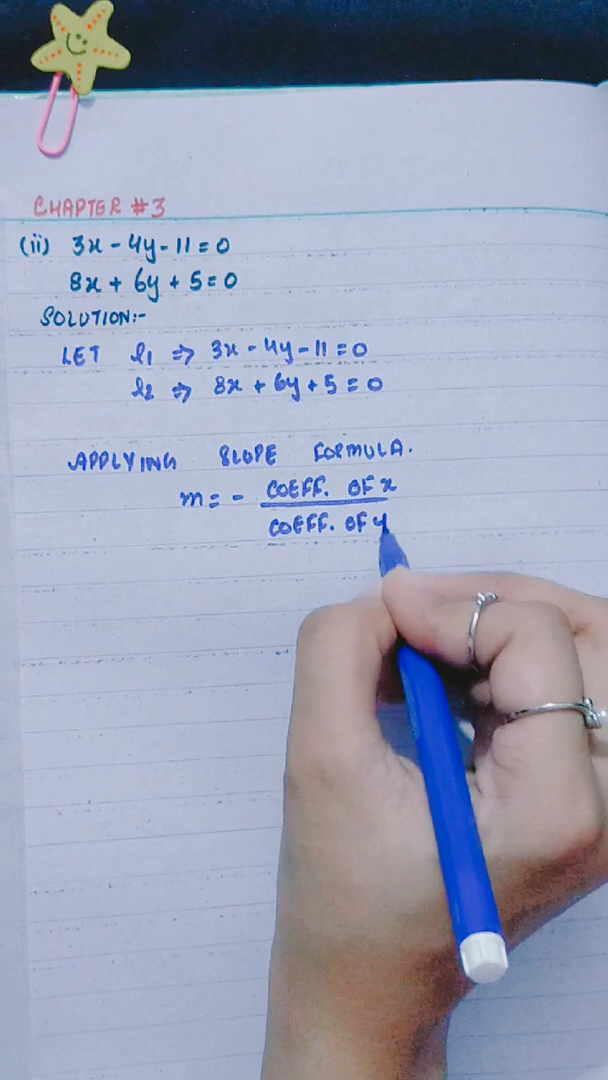 CHAPTER #3
(ii) 3x - 4y - 11 = 0
8x + 6y + 5 = 0
SOLUTION:-
LET l1 => 3x - 4y - 11 = 0
l2 => 8x + 6y + 5 = 0
APPLYING SLOPE FORMULA.
m = - COEFF. OF x
COEFF. OF y